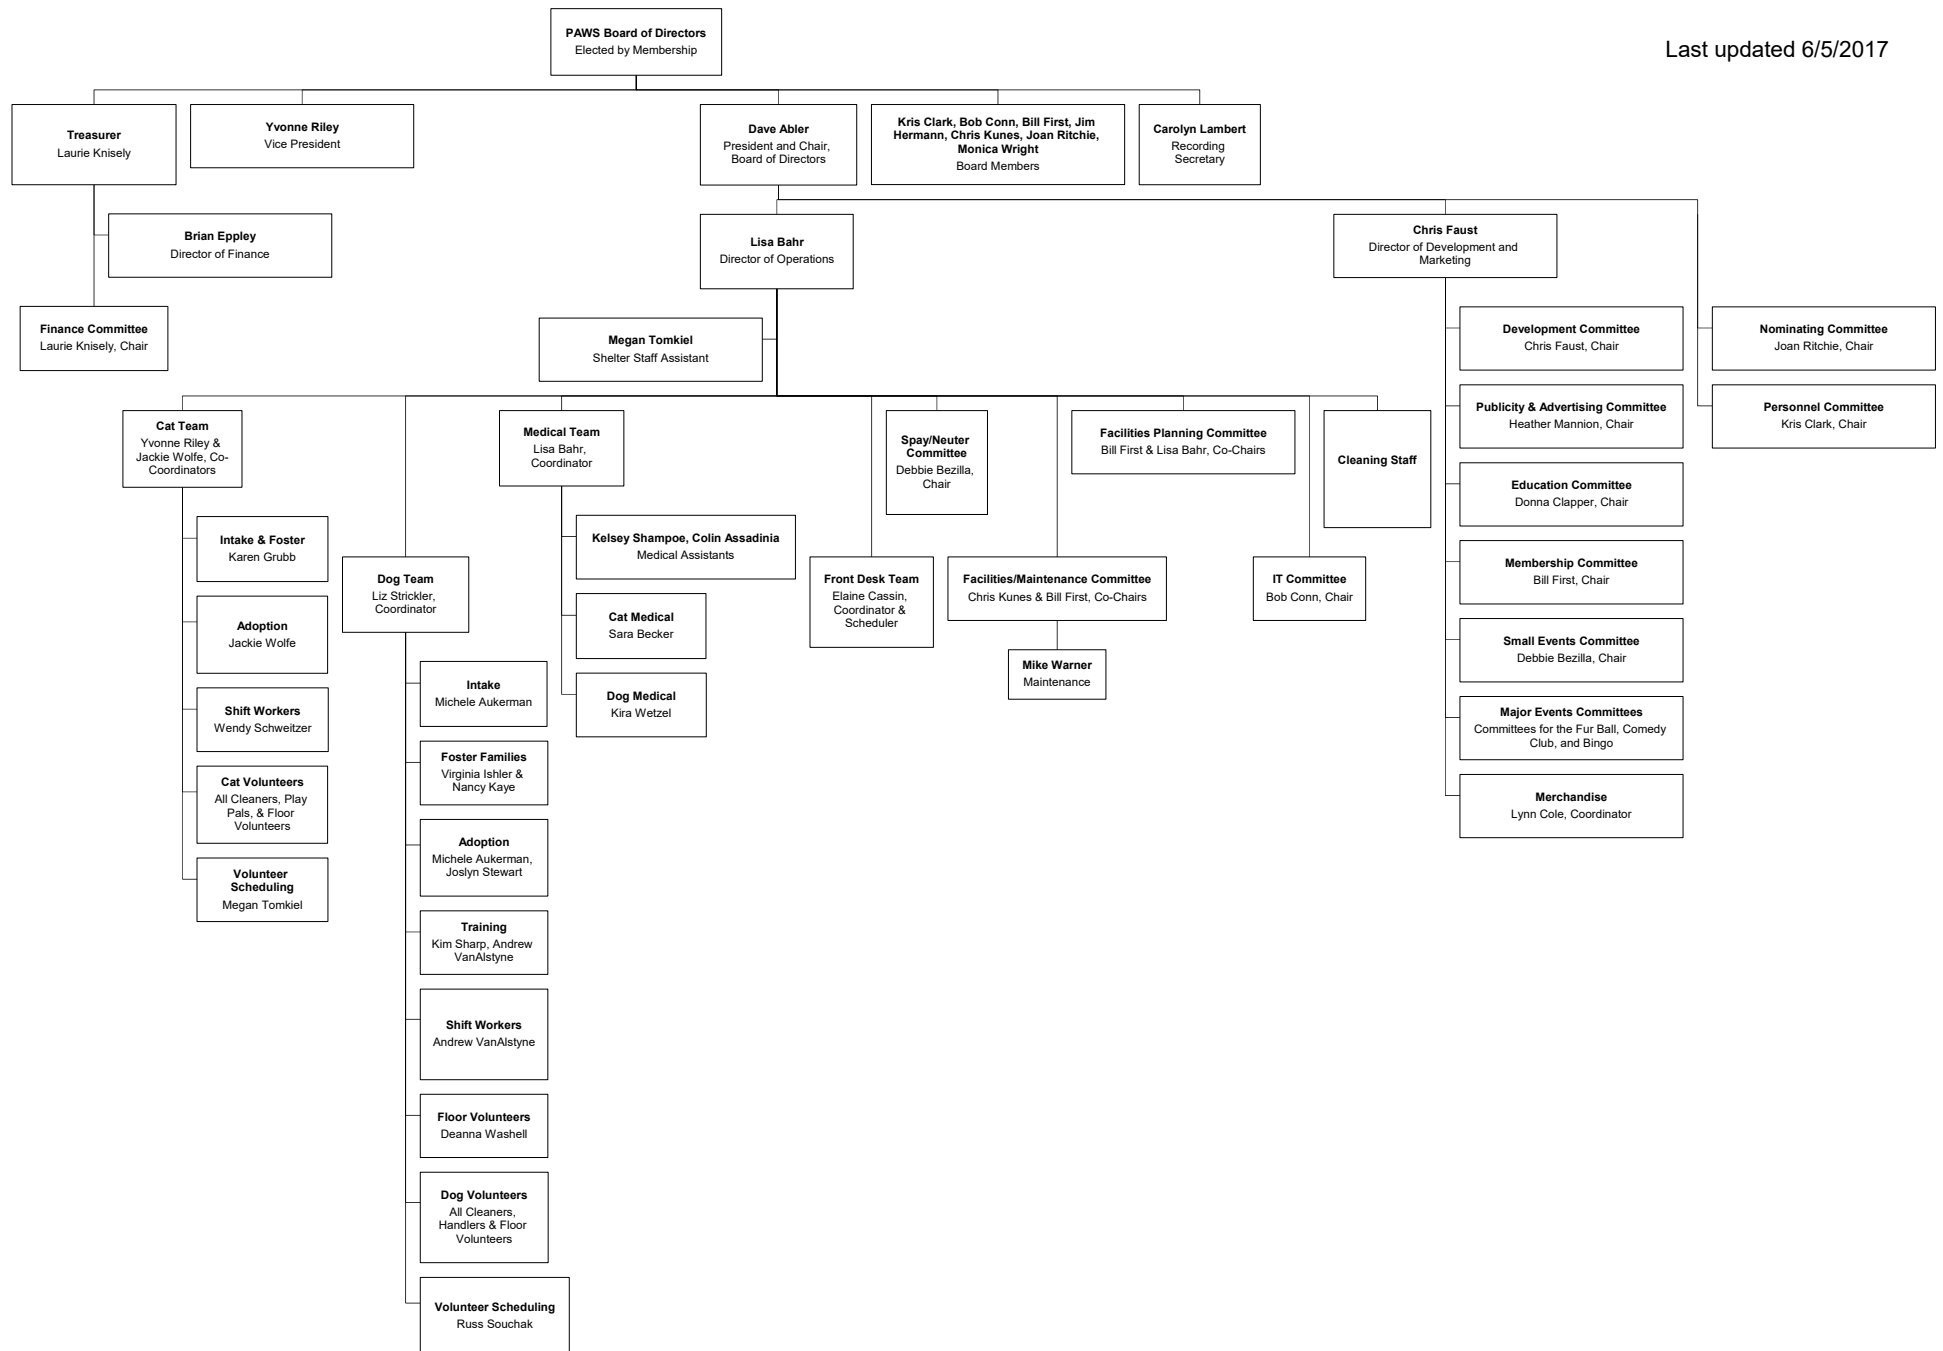 PAWS Board of Directors
Elected by Membership
Last updated 6/5/2017
Treasurer
Laurie Knisely
Yvonne Riley
Vice President
Dave Abler
President and Chair,
Board of Directors
Kris Clark, Bob Conn, Bill First, Jim
Hermann, Chris Kunes, Joan Ritchie,
Monica Wright
Board Members
Carolyn Lambert
Recording
Secretary
Brian Eppley
Director of Finance
Lisa Bahr
Director of Operations
Chris Faust
Director of Development and
Marketing
Finance Committee
Laurie Knisely, Chair
Megan Tomkiel
Shelter Staff Assistant
Development Committee
Chris Faust, Chair
Nominating Committee
Joan Ritchie, Chair
Publicity & Advertising Committee
Heather Mannion, Chair
Personnel Committee
Kris Clark, Chair
Education Committee
Donna Clapper, Chair
Membership Committee
Bill First, Chair
Small Events Committee
Debbie Bezilla, Chair
Major Events Committees
Committees for the Fur Ball, Comedy
Club, and Bingo
Merchandise
Lynn Cole, Coordinator
Cat Team
Yvonne Riley &
Jackie Wolfe, Co-
Coordinators
Intake & Foster
Karen Grubb
Adoption
Jackie Wolfe
Shift Workers
Wendy Schweitzer
Cat Volunteers
All Cleaners, Play
Pals, & Floor
Volunteers
Volunteer
Scheduling
Megan Tomkiel
Dog Team
Liz Strickler,
Coordinator
Intake
Michele Aukerman
Foster Families
Virginia Ishler &
Nancy Kaye
Adoption
Michele Aukerman,
Joslyn Stewart
Training
Kim Sharp, Andrew
VanAlstyne
Shift Workers
Andrew VanAlstyne
Floor Volunteers
Deanna Washell
Dog Volunteers
All Cleaners,
Handlers & Floor
Volunteers
Volunteer Scheduling
Russ Souchak
Medical Team
Lisa Bahr,
Coordinator
Kelsey Shampoe, Colin Assadinia
Medical Assistants
Cat Medical
Sara Becker
Dog Medical
Kira Wetzel
Front Desk Team
Elaine Cassin,
Coordinator &
Scheduler
Spay/Neuter
Committee
Debbie Bezilla,
Chair
Facilities/Maintenance Committee
Chris Kunes & Bill First, Co-Chairs
Mike Warner
Maintenance
Facilities Planning Committee
Bill First & Lisa Bahr, Co-Chairs
IT Committee
Bob Conn, Chair
Cleaning Staff